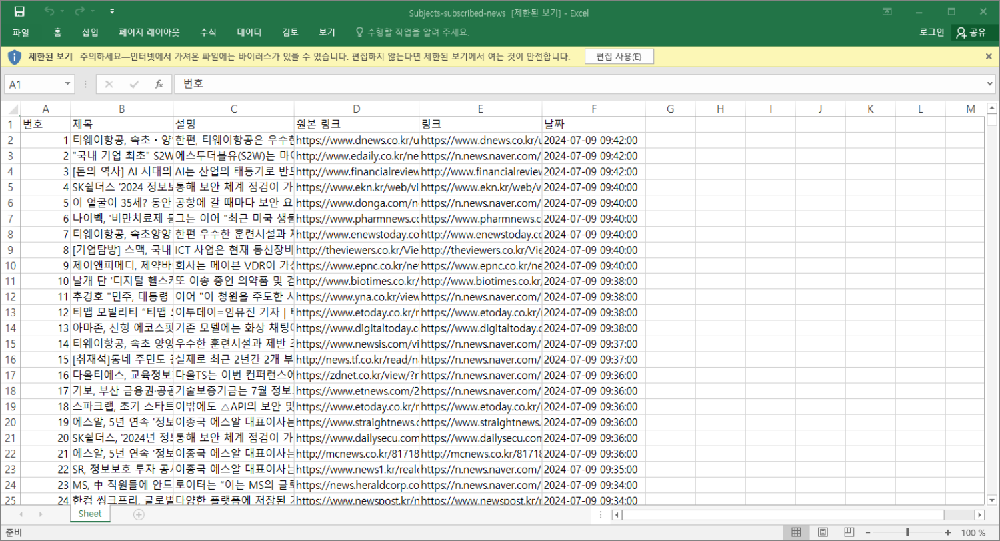 Subjects-subscribed-news [제한된 보기] - Excel
파일 홈 삽입 페이지 레이아웃 수식 데이터 검토 보기 수행할 작업을 알려 주세요. 로그인 공유
제한된 보기 주의하세요—인터넷에서 가져온 파일에는 바이러스가 있을 수 있습니다. 편집하지 않는다면 제한된 보기에서 여는 것이 안전합니다. 편집 사용(E)
A1 fx 번호
A B C D E F G H I J K L M
1 번호 제목 설명 원본 링크 링크 날짜
2 1 티웨이항공, 속초・양 한편, 티웨이항공은 우수한 https://www.dnews.co.kr/u https://www.dnews.co.kr/u 2024-07-09 09:42:00
3 2 "국내 기업 최초" S2W 에스투더블유(S2W)는 마이 http://www.edaily.co.kr/ne https://n.news.naver.com/ 2024-07-09 09:42:00
4 3 [돈의 역사] AI 시대의 AI는 산업의 태동기로 반도 http://www.financialreview http://www.financialreview 2024-07-09 09:42:00
5 4 SK쉴더스 ‘2024 정보보 통해 보안 체계 점검이 가 https://www.ekn.kr/web/vi https://www.ekn.kr/web/v 2024-07-09 09:40:00
6 5 이 얼굴이 35세? 동안 공항에 갈 때마다 보안 요 https://www.donga.com/n https://n.news.naver.com/ 2024-07-09 09:40:00
7 6 나이벡, '비만치료제 동 그는 이어 "최근 미국 생물 https://www.pharmnews.co https://www.pharmnews.c 2024-07-09 09:40:00
8 7 티웨이항공, 속초양양 한편 우수한 훈련시설과 제 http://www.enewstoday.co http://www.enewstoday.co 2024-07-09 09:40:00
9 8 [기업탐방] 스맥, 국내 ICT 사업은 현재 통신장비 http://theviewers.co.kr/Vie http://theviewers.co.kr/Vie 2024-07-09 09:40:00
10 9 제이앤피메디, 제약바 회사는 메이븐 VDR이 가상 https://www.epnc.co.kr/ne https://www.epnc.co.kr/ne 2024-07-09 09:40:00
11 10 날개 단 '디지털 헬스케 또 이송 중인 의약품 및 검 http://www.biotimes.co.kr/ http://www.biotimes.co.kr, 2024-07-09 09:38:00
12 11 추경호 "민주, 대통령 이어 "이 청원을 주도한 사 https://www.yna.co.kr/view https://n.news.naver.com/ 2024-07-09 09:38:00
13 12 티맵 모빌리티 “티맵 이투데이=임유진 기자 | 티 https://www.etoday.co.kr/n https://www.etoday.co.kr/n 2024-07-09 09:38:00
14 13 아마존, 신형 에코스팟 기존 모델에는 화상 채팅이 https://www.digitaltoday.c https://www.digitaltoday.c 2024-07-09 09:38:00
15 14 티웨이항공, 속초 양양 우수한 훈련시설과 제반 조 https://www.newsis.com/vi https://n.news.naver.com/ 2024-07-09 09:37:00
16 15 [취재석]동네 주민도 실제로 최근 2년간 2개 부 http://news.tf.co.kr/read/n https://n.news.naver.com/ 2024-07-09 09:37:00
17 16 다올티에스, 교육정보 다올TS는 이번 컨퍼런스에 https://zdnet.co.kr/view/?n https://n.news.naver.com/ 2024-07-09 09:36:00
18 17 기보, 부산 금융권·공공 기술보증기금는 7월 정보 https://www.etnews.com/2 https://n.news.naver.com/ 2024-07-09 09:36:00
19 18 스파크랩, 초기 스타트 이밖에도 △API의 보안 및 https://www.etoday.co.kr/n https://www.etoday.co.kr/n 2024-07-09 09:36:00
20 19 에스알, 5년 연속 '정보 이종국 에스알 대표이사는 https://www.straightnews.c https://www.straightnews. 2024-07-09 09:36:00
21 20 SK쉴더스, ‘2024년 정보 통해 보안 체계 점검이 가 https://www.dailysecu.com https://www.dailysecu.com 2024-07-09 09:36:00
22 21 에스알, 5년 연속 '정보 이종국 에스알 대표이사는 http://mcnews.co.kr/81718 http://mcnews.co.kr/81718 2024-07-09 09:36:00
23 22 SR, 정보보호 투자 공시 이종국 에스알 대표이사는 https://www.news1.kr/reale https://n.news.naver.com/ 2024-07-09 09:35:00
24 23 MS, 中 직원들에 안드 로이터는 “이는 MS의 글로 https://news.heraldcorp.co https://n.news.naver.com/ 2024-07-09 09:34:00
25 24 한컴 씽크프리, 글로벌 다양한 플랫폼에 저장된 기 https://www.newspost.kr/n https://www.newspost.kr/n 2024-07-09 09:34:00
Sheet
준비 100 %